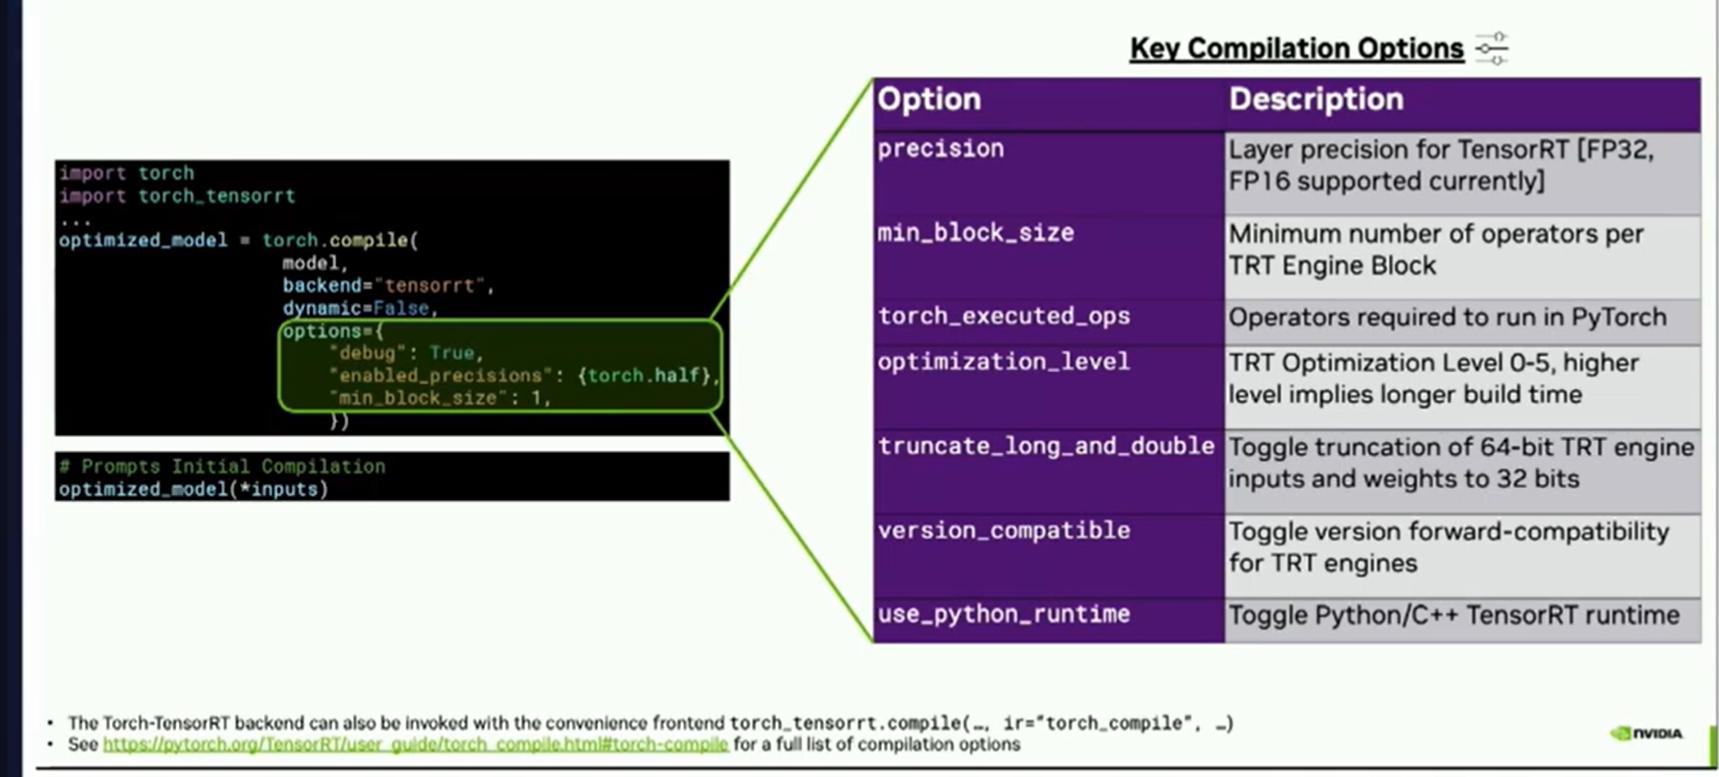 Key Compilation Options
import torch
import torch_tensorrt
...
optimized_model = torch.compile(
model,
backend="tensorrt",
dynamic=False,
options={
"debug": True,
"enabled_precisions": {torch.half},
"min_block_size": 1,
})
# Prompts Initial Compilation
optimized_model(*inputs)
Option Description
precision Layer precision for TensorRT [FP32,
FP16 supported currently]
min_block_size Minimum number of operators per
TRT Engine Block
torch_executed_ops Operators required to run in PyTorch
optimization_level TRT Optimization Level 0-5, higher
level implies longer build time
truncate_long_and_double Toggle truncation of 64-bit TRT engine
inputs and weights to 32 bits
version_compatible Toggle version forward-compatibility
for TRT engines
use_python_runtime Toggle Python/C++ TensorRT runtime
• The Torch-TensorRT backend can also be invoked with the convenience frontend torch_tensorrt.compile(…, ir="torch_compile", …)
• See https://pytorch.org/TensorRT/user_guide/torch_compile.html#torch-compile for a full list of compilation options
NVIDIA